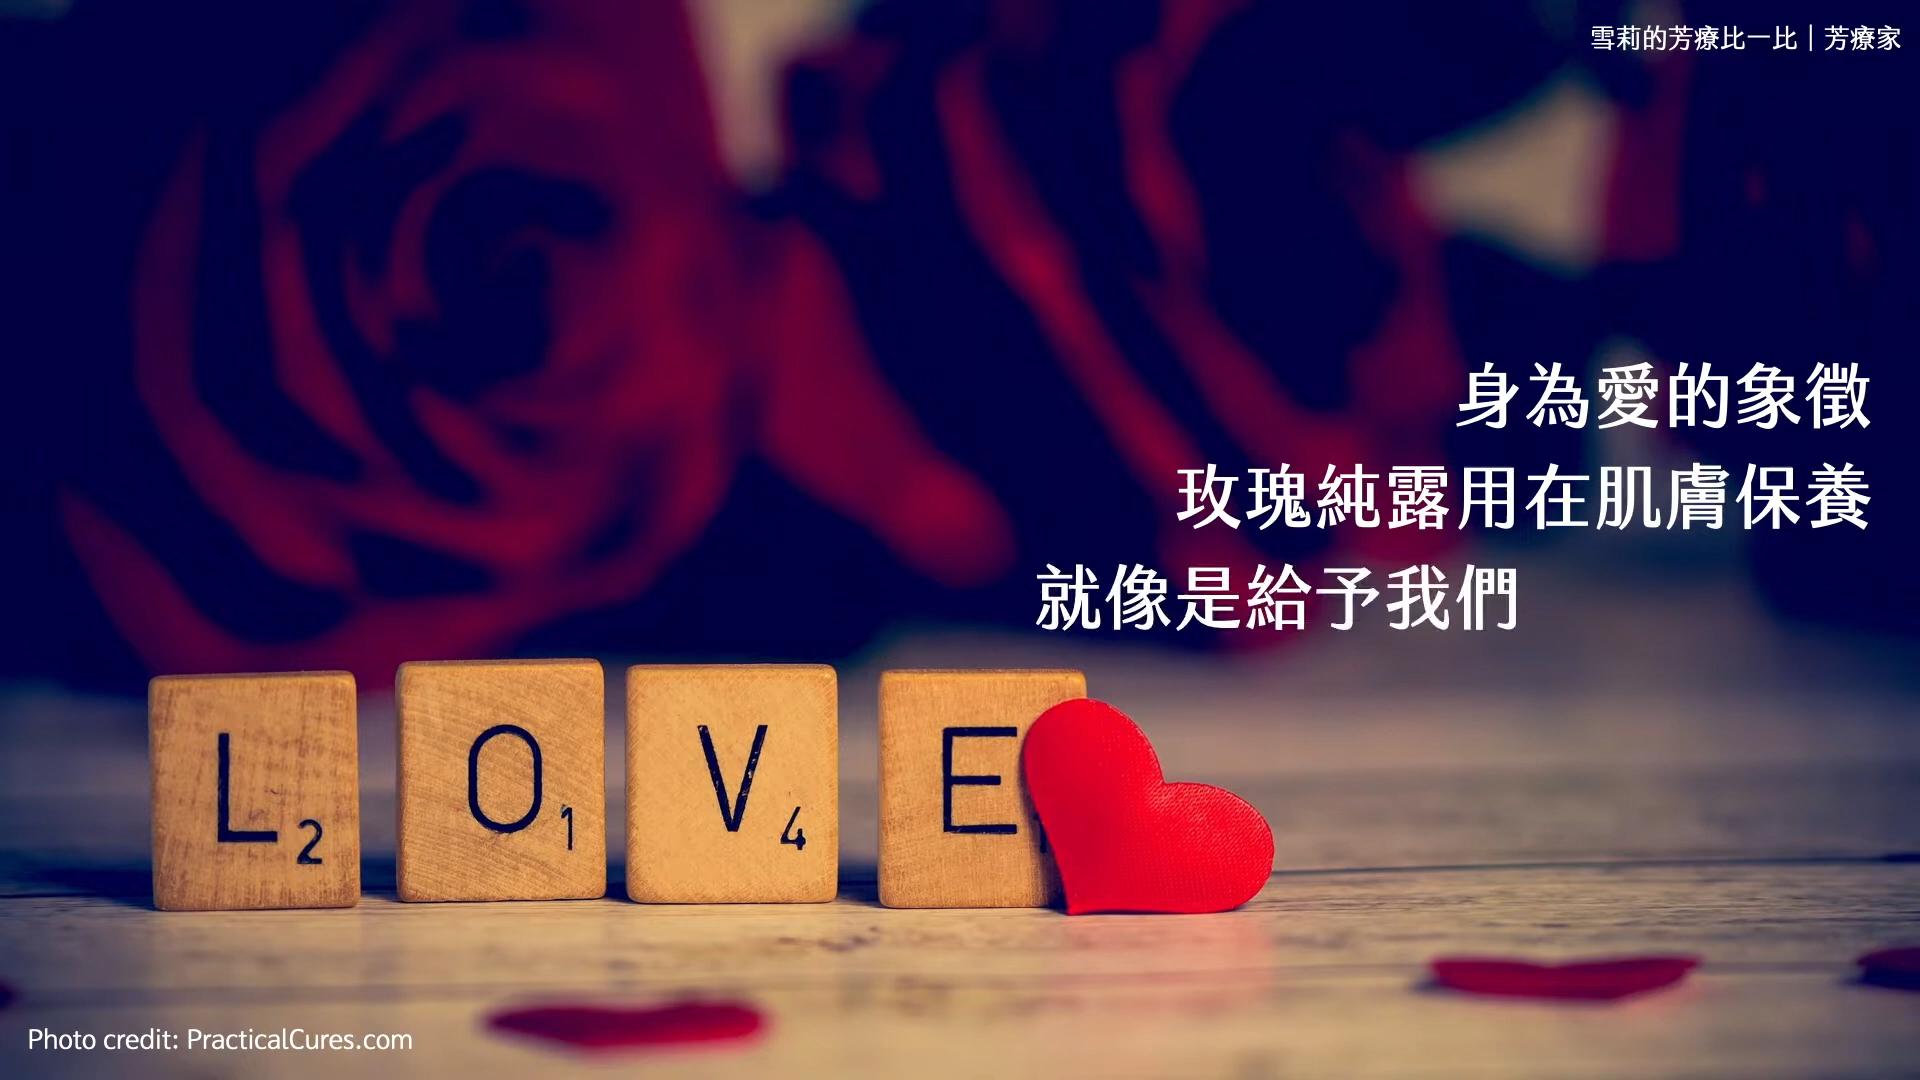 雪莉的芳療比一比｜芳療家
身為愛的象徵
玫瑰純露用在肌膚保養
就像是給予我們
L2 O1 V4 E1
Photo credit: PracticalCures.com